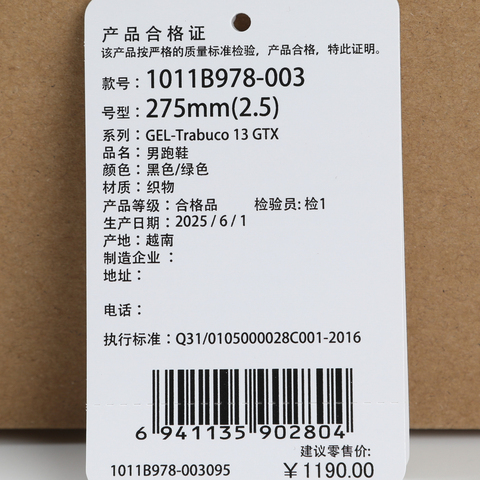 产品合格证
该产品按严格的质量标准检验，产品合格，特此证明。
款号：1011B978-003
号型：275mm(2.5)
系列：GEL-Trabuco 13 GTX
品名：男跑鞋
颜色：黑色/绿色
材质：织物
产品等级：合格品 检验员: 检1
生产日期：2025 / 6 / 1
产地：越南
制造企业：
地址：
电话：
执行标准：Q31/0105000028C001-2016
6 941135 902804
建议零售价:
1011B978-003095 ￥1190.00